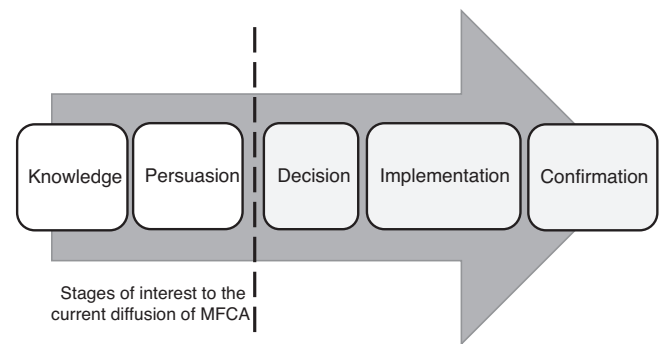 Knowledge
Persuasion
Decision
Implementation
Confirmation
Stages of interest to the
current diffusion of MFCA